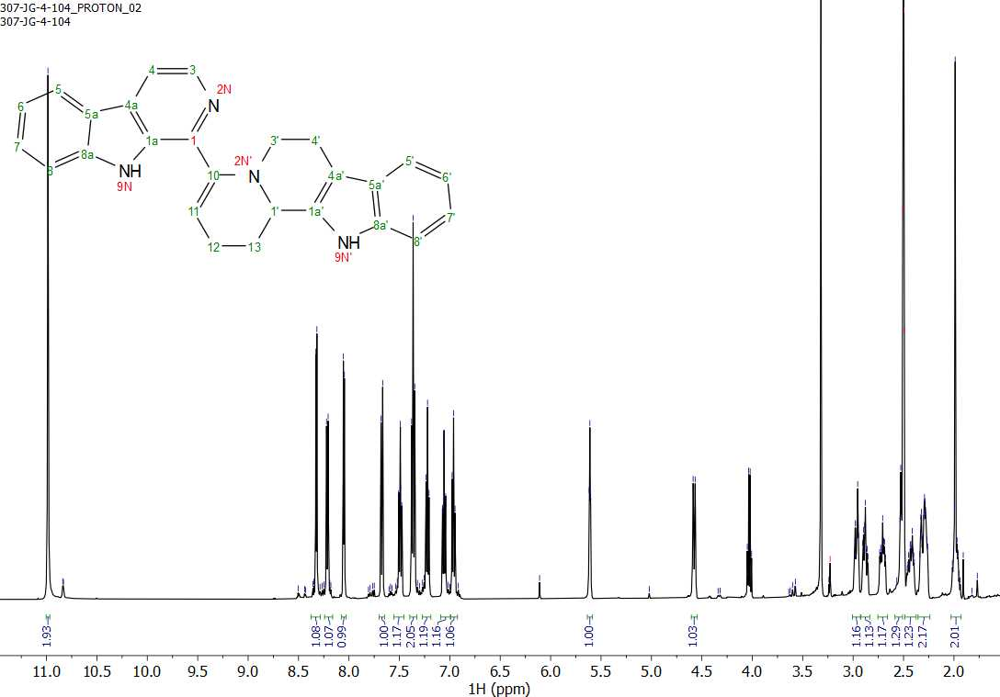 307-JG-4-104_PROTON_02
307-JG-4-104
4
3
5
2N
6
4a
5a
7
1a
1
8a
8
NH
9N
N
3'
4'
10
2N'
N
4a'
5'
6'
5a'
11
1'
1a'
7'
8a'
12
13
NH
8'
9N'
1.93
1.08
1.07
0.99
1.00
1.17
2.05
1.19
1.16
1.06
1.00
1.03
1.16
1.13
1.17
1.29
1.23
2.17
2.01
11.0 10.5 10.0 9.5 9.0 8.5 8.0 7.5 7.0 6.5 6.0 5.5 5.0 4.5 4.0 3.5 3.0 2.5 2.0
1H (ppm)